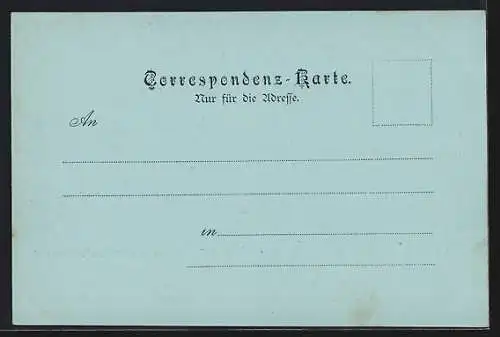 Correspondenz-Karte.
Nur für die Adresse.
An
in